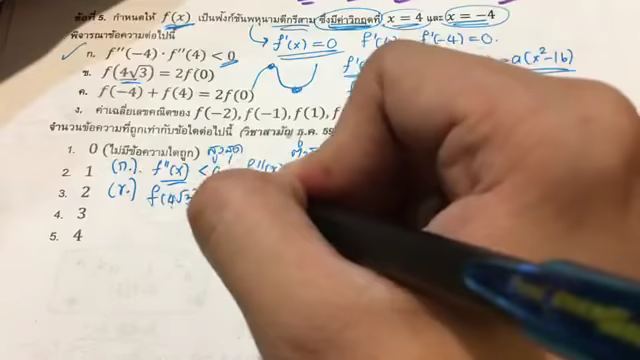 ข้อที่ 5. กำหนดให้ f(x) เป็นฟังก์ชันพหุนามดีกรีสาม ซึ่งมีค่าวิกฤตที่ x = 4 และ x = −4
พิจารณาข้อความต่อไปนี้
f'(x) = 0 f'(-4) = 0.
ก. f''(−4) · f''(4) < 0
= a(x²-16)
ข. f(4√3) = 2f(0)
ค. f(−4) + f(4) = 2f(0)
ง. ค่าเฉลี่ยเลขคณิตของ f(−2), f(−1), f(1),
จำนวนข้อความที่ถูกเท่ากับข้อใดต่อไปนี้ (วิชาสามัญ ธ.ค. 59
1. 0 (ไม่มีข้อความใดถูก) สูงสุด
2. 1 (ก.) f''(x) <
3. 2 (ข.) f(4√3
4. 3
5. 4